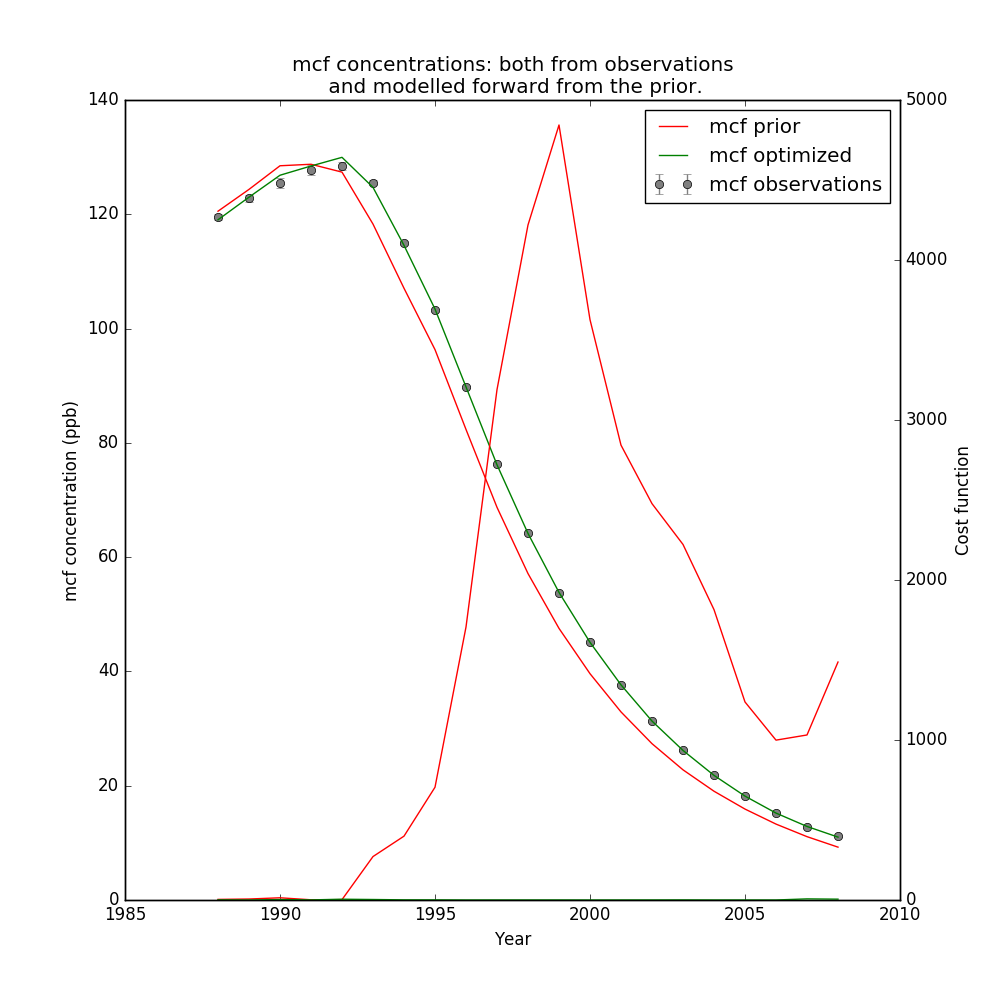 mcf concentrations: both from observations
and modelled forward from the prior.
mcf prior
mcf optimized
mcf observations
140
120
100
80
60
40
20
0
5000
4000
3000
2000
1000
0
mcf concentration (ppb)
Cost function
1985
1990
1995
2000
2005
2010
Year